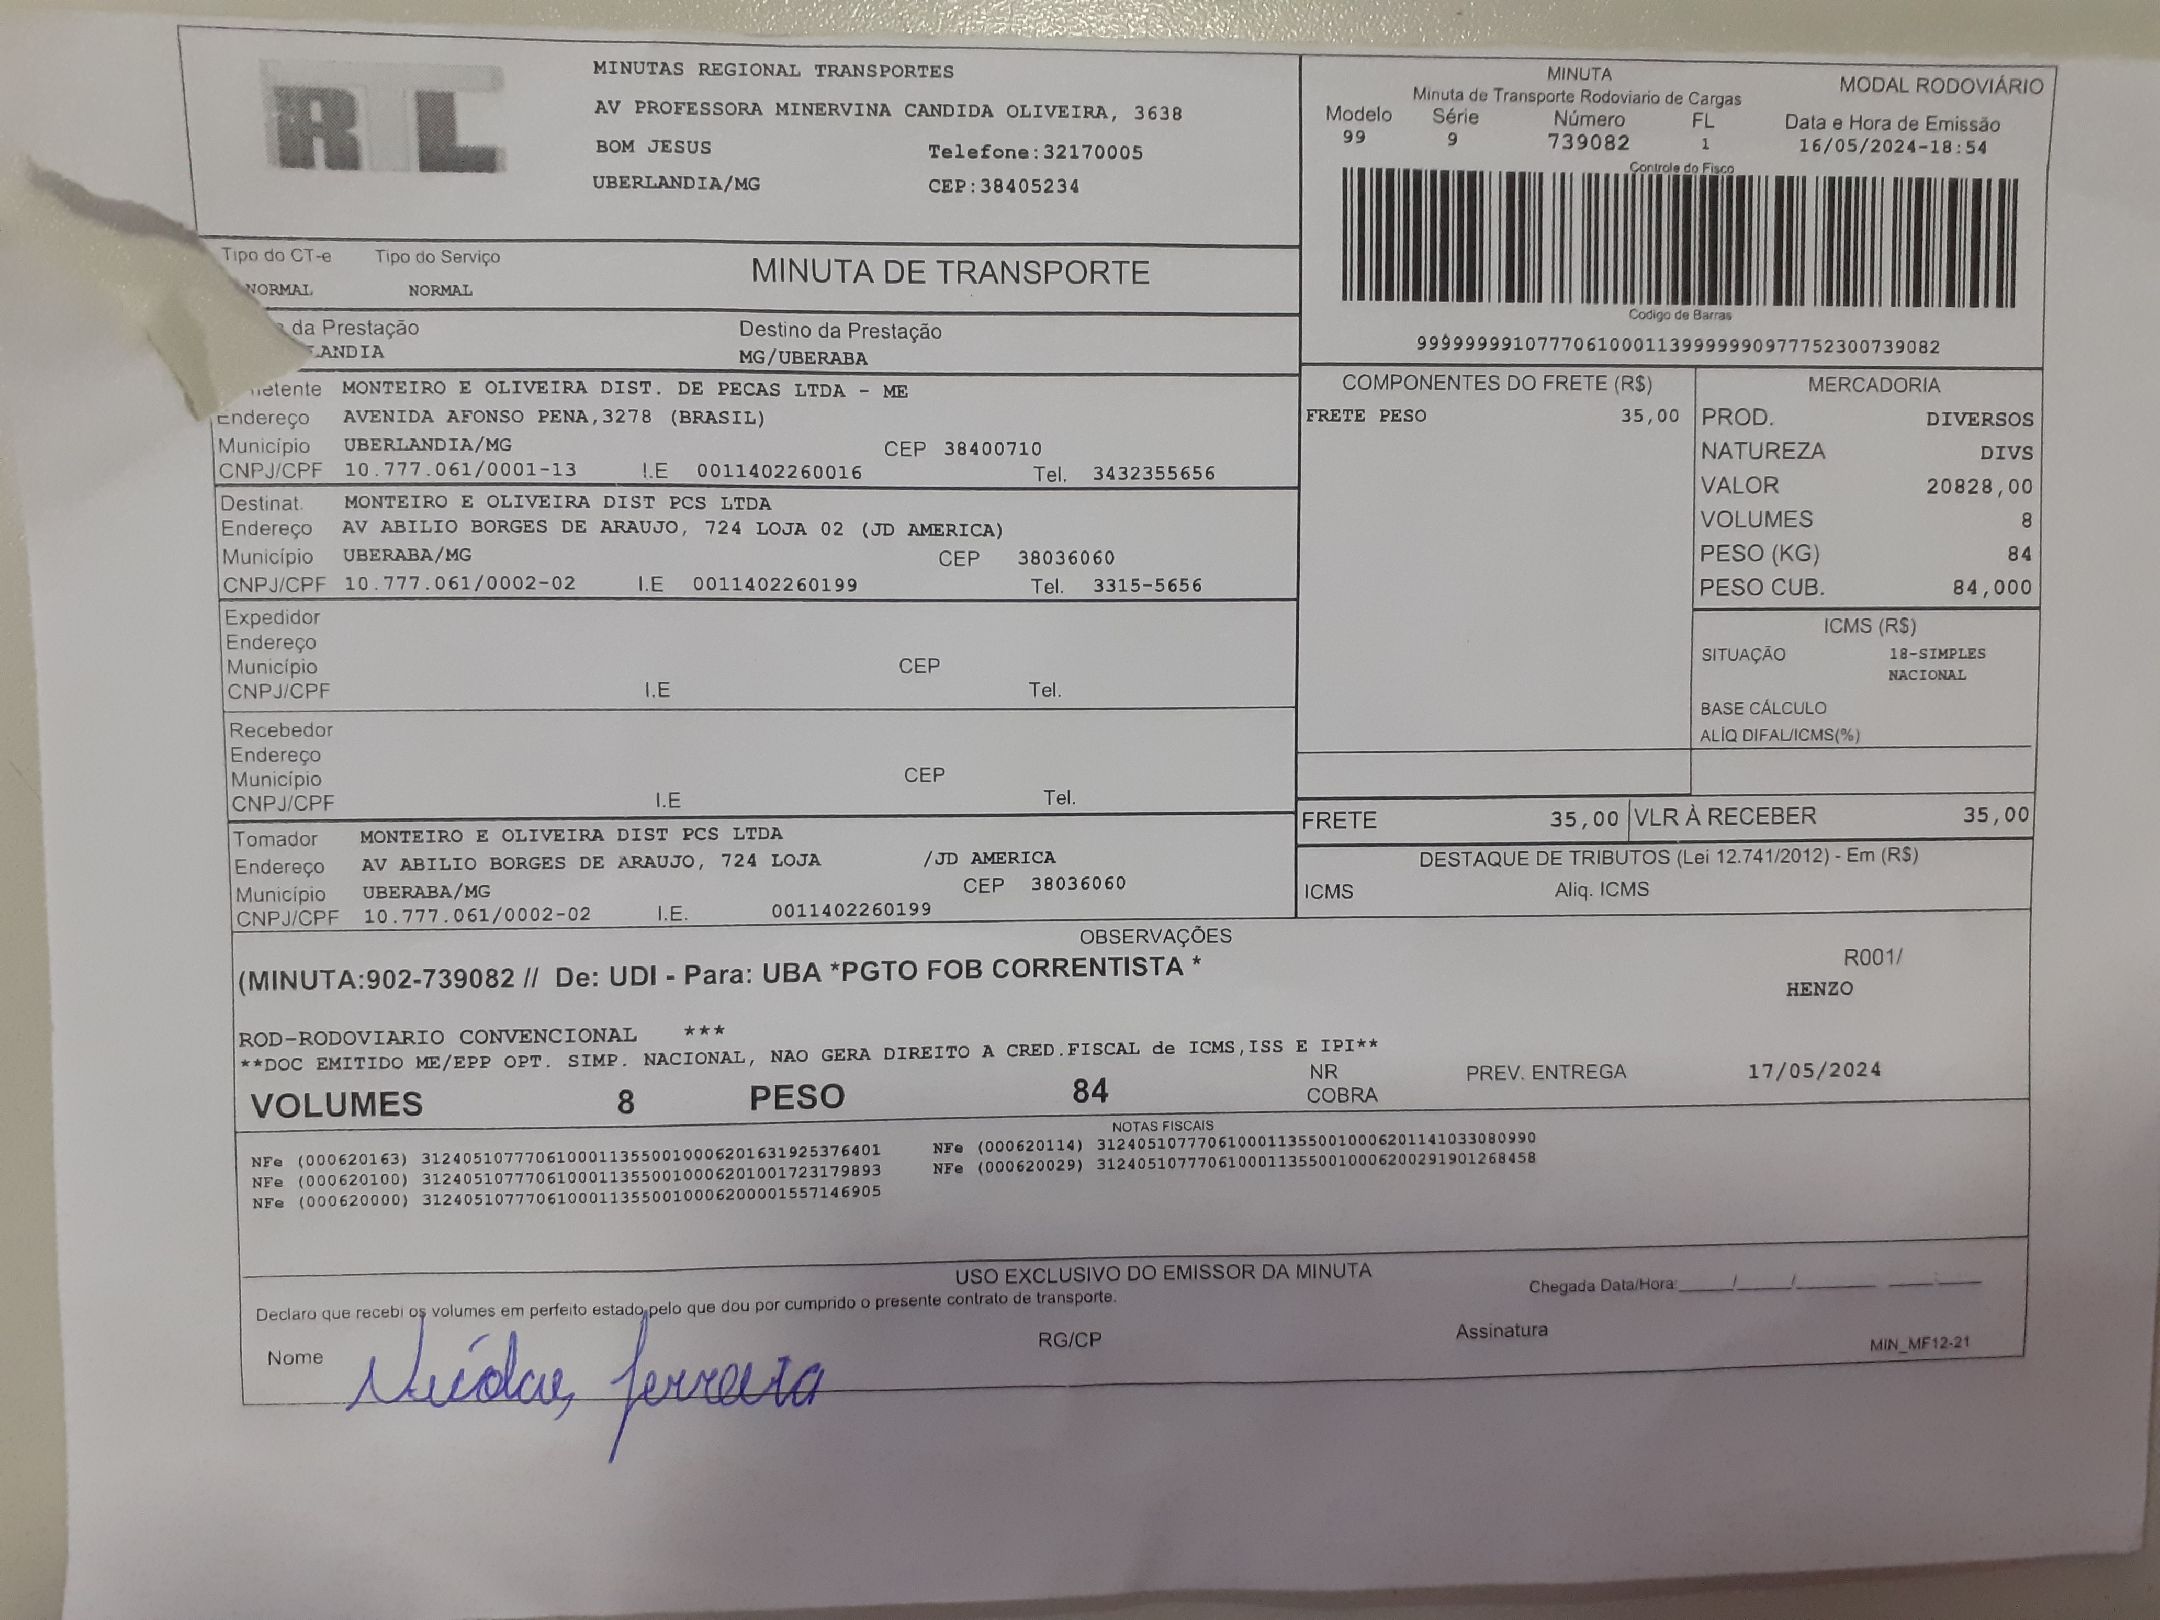 RTL
MINUTAS REGIONAL TRANSPORTES
AV PROFESSORA MINERVINA CANDIDA OLIVEIRA, 3638
BOM JESUS Telefone:32170005
UBERLANDIA/MG CEP:38405234
MINUTA MODAL RODOVIÁRIO
Minuta de Transporte Rodoviario de Cargas
Modelo Série Número FL Data e Hora de Emissão
99 9 739082 1 16/05/2024-18:54
Controle do Fisco
Codigo de Barras
999999991077706100011399999990977752300739082
Tipo do CT-e Tipo do Serviço MINUTA DE TRANSPORTE
NORMAL NORMAL
da Prestação Destino da Prestação
LANDIA MG/UBERABA
etente MONTEIRO E OLIVEIRA DIST. DE PECAS LTDA - ME
Endereço AVENIDA AFONSO PENA,3278 (BRASIL)
Município UBERLANDIA/MG CEP 38400710
CNPJ/CPF 10.777.061/0001-13 I.E 0011402260016 Tel. 3432355656
Destinat. MONTEIRO E OLIVEIRA DIST PCS LTDA
Endereço AV ABILIO BORGES DE ARAUJO, 724 LOJA 02 (JD AMERICA)
Município UBERABA/MG CEP 38036060
CNPJ/CPF 10.777.061/0002-02 I.E 0011402260199 Tel. 3315-5656
Expedidor
Endereço
Município CEP
CNPJ/CPF I.E Tel.
Recebedor
Endereço
Município CEP
CNPJ/CPF I.E Tel.
Tomador MONTEIRO E OLIVEIRA DIST PCS LTDA
Endereço AV ABILIO BORGES DE ARAUJO, 724 LOJA /JD AMERICA
Município UBERABA/MG CEP 38036060
CNPJ/CPF 10.777.061/0002-02 I.E. 0011402260199
COMPONENTES DO FRETE (R$)
FRETE PESO 35,00
MERCADORIA
PROD. DIVERSOS
NATUREZA DIVS
VALOR 20828,00
VOLUMES 8
PESO (KG) 84
PESO CUB. 84,000
ICMS (R$)
SITUAÇÃO 18-SIMPLES
NACIONAL
BASE CÁLCULO
ALÍQ DIFAL/ICMS(%)
FRETE 35,00 VLR À RECEBER 35,00
DESTAQUE DE TRIBUTOS (Lei 12.741/2012) - Em (R$)
ICMS Aliq. ICMS
OBSERVAÇÕES
(MINUTA:902-739082 // De: UDI - Para: UBA *PGTO FOB CORRENTISTA *
R001/
HENZO
ROD-RODOVIARIO CONVENCIONAL ***
**DOC EMITIDO ME/EPP OPT. SIMP. NACIONAL, NAO GERA DIREITO A CRED.FISCAL de ICMS,ISS E IPI**
VOLUMES 8 PESO 84 NR COBRA PREV. ENTREGA 17/05/2024
NOTAS FISCAIS
NFe (000620163) 31240510777061000113550010006201631925376401 NFe (000620114) 31240510777061000113550010006201141033080990
NFe (000620100) 31240510777061000113550010006201001723179893 NFe (000620029) 31240510777061000113550010006200291901268458
NFe (000620000) 31240510777061000113550010006200001557146905
USO EXCLUSIVO DO EMISSOR DA MINUTA
Declaro que recebi os volumes em perfeito estado pelo que dou por cumprido o presente contrato de transporte. Chegada Data/Hora:____/____/______ ____:____
Nome RG/CP Assinatura MIN_MF12-21
Ferreira